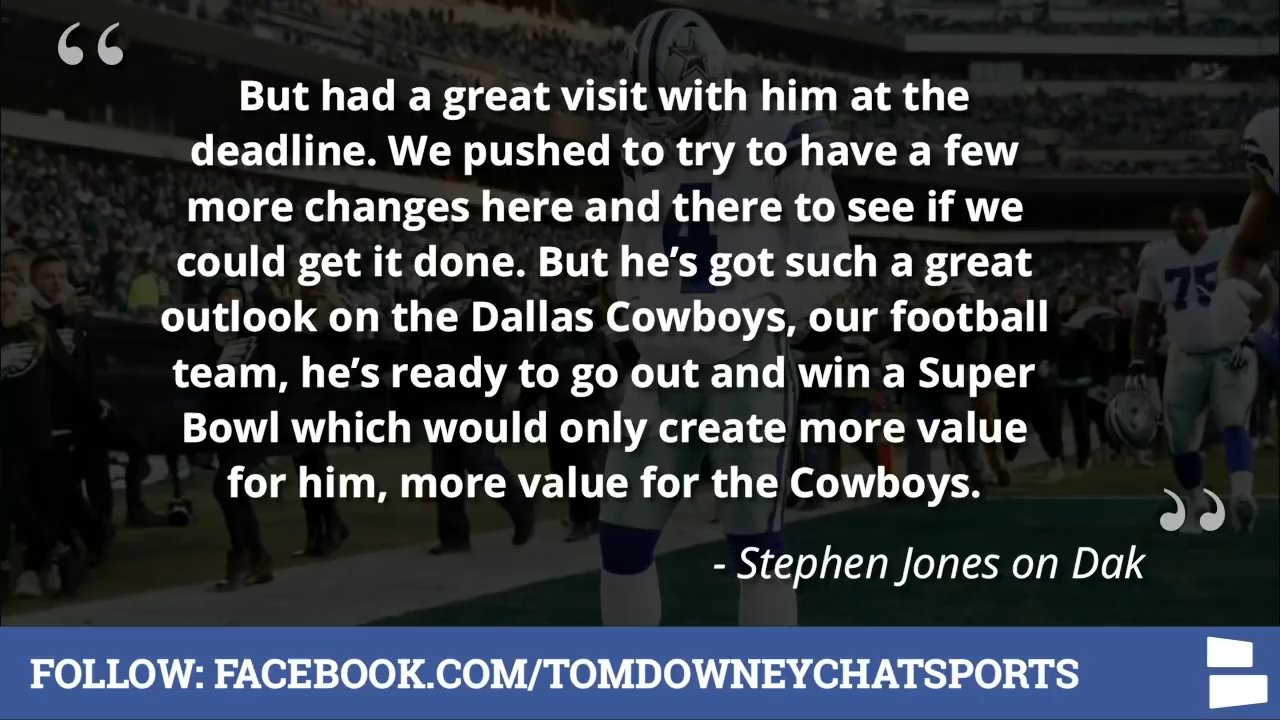 “
But had a great visit with him at the
deadline. We pushed to try to have a few
more changes here and there to see if we
could get it done. But he’s got such a great
outlook on the Dallas Cowboys, our football
team, he’s ready to go out and win a Super
Bowl which would only create more value
for him, more value for the Cowboys.
”
- Stephen Jones on Dak
4
75
FOLLOW: FACEBOOK.COM/TOMDOWNEYCHATSPORTS